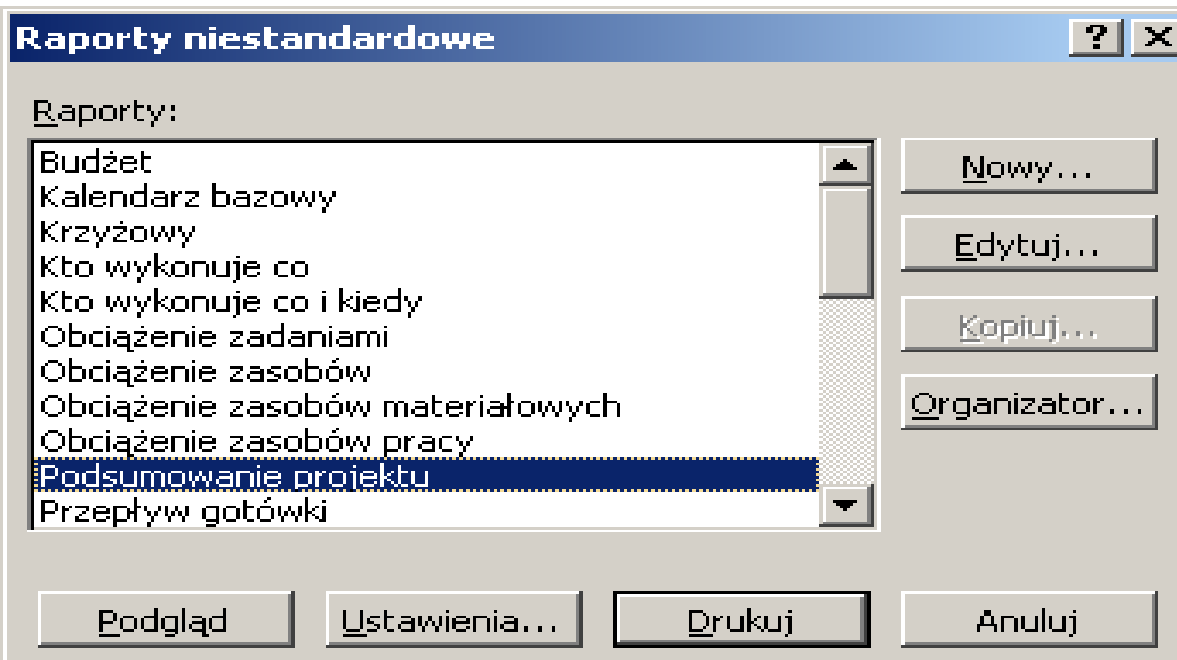 Raporty niestandardowe
Raporty:
Budżet
Kalendarz bazowy
Krzyżowy
Kto wykonuje co
Kto wykonuje co i kiedy
Obciążenie zadaniami
Obciążenie zasobów
Obciążenie zasobów materiałowych
Obciążenie zasobów pracy
Podsumowanie projektu
Przepływ gotówki
Nowy...
Edytuj...
Kopiuj...
Organizator...
Podgląd
Ustawienia...
Drukuj
Anuluj